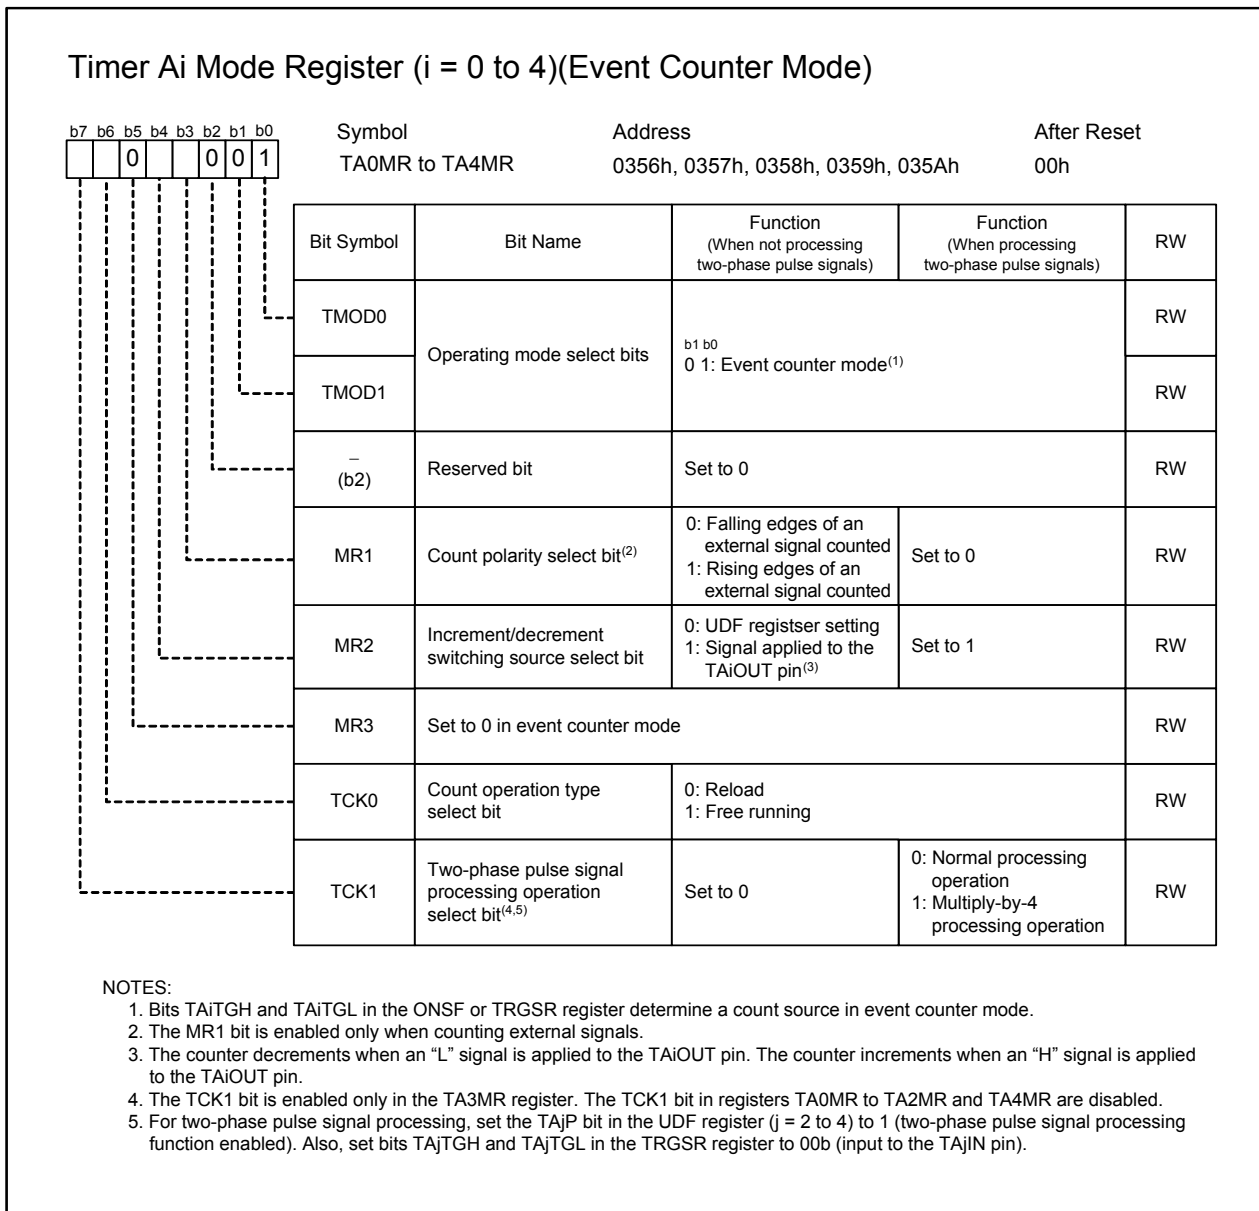 Timer Ai Mode Register (i = 0 to 4)(Event Counter Mode)
b7 b6 b5 b4 b3 b2 b1 b0
0 0 0 1
Symbol Address After Reset
TA0MR to TA4MR 0356h, 0357h, 0358h, 0359h, 035Ah 00h
Bit Symbol
Bit Name
Function
(When not processing
two-phase pulse signals)
Function
(When processing
two-phase pulse signals)
RW
TMOD0
Operating mode select bits
b1 b0
0 1: Event counter mode(1)
RW
TMOD1
RW
–
(b2)
Reserved bit
Set to 0
RW
MR1
Count polarity select bit(2)
0: Falling edges of an
external signal counted
1: Rising edges of an
external signal counted
Set to 0
RW
MR2
Increment/decrement
switching source select bit
0: UDF registser setting
1: Signal applied to the
TAiOUT pin(3)
Set to 1
RW
MR3
Set to 0 in event counter mode
RW
TCK0
Count operation type
select bit
0: Reload
1: Free running
RW
TCK1
Two-phase pulse signal
processing operation
select bit(4,5)
Set to 0
0: Normal processing
operation
1: Multiply-by-4
processing operation
RW
NOTES:
1. Bits TAiTGH and TAiTGL in the ONSF or TRGSR register determine a count source in event counter mode.
2. The MR1 bit is enabled only when counting external signals.
3. The counter decrements when an “L” signal is applied to the TAiOUT pin. The counter increments when an “H” signal is applied
to the TAiOUT pin.
4. The TCK1 bit is enabled only in the TA3MR register. The TCK1 bit in registers TA0MR to TA2MR and TA4MR are disabled.
5. For two-phase pulse signal processing, set the TAjP bit in the UDF register (j = 2 to 4) to 1 (two-phase pulse signal processing
function enabled). Also, set bits TAjTGH and TAjTGL in the TRGSR register to 00b (input to the TAjIN pin).